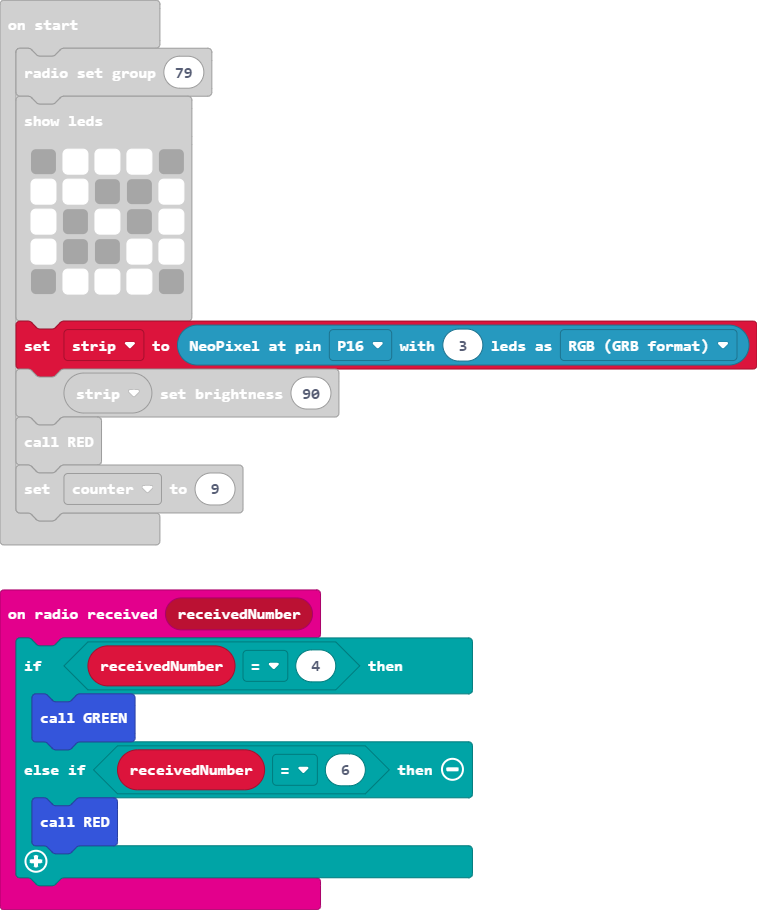 on start
radio set group 79
show leds
set strip to NeoPixel at pin P16 with 3 leds as RGB (GRB format)
strip set brightness 90
call RED
set counter to 9
on radio received receivedNumber
if receivedNumber = 4 then
call GREEN
else if receivedNumber = 6 then
call RED